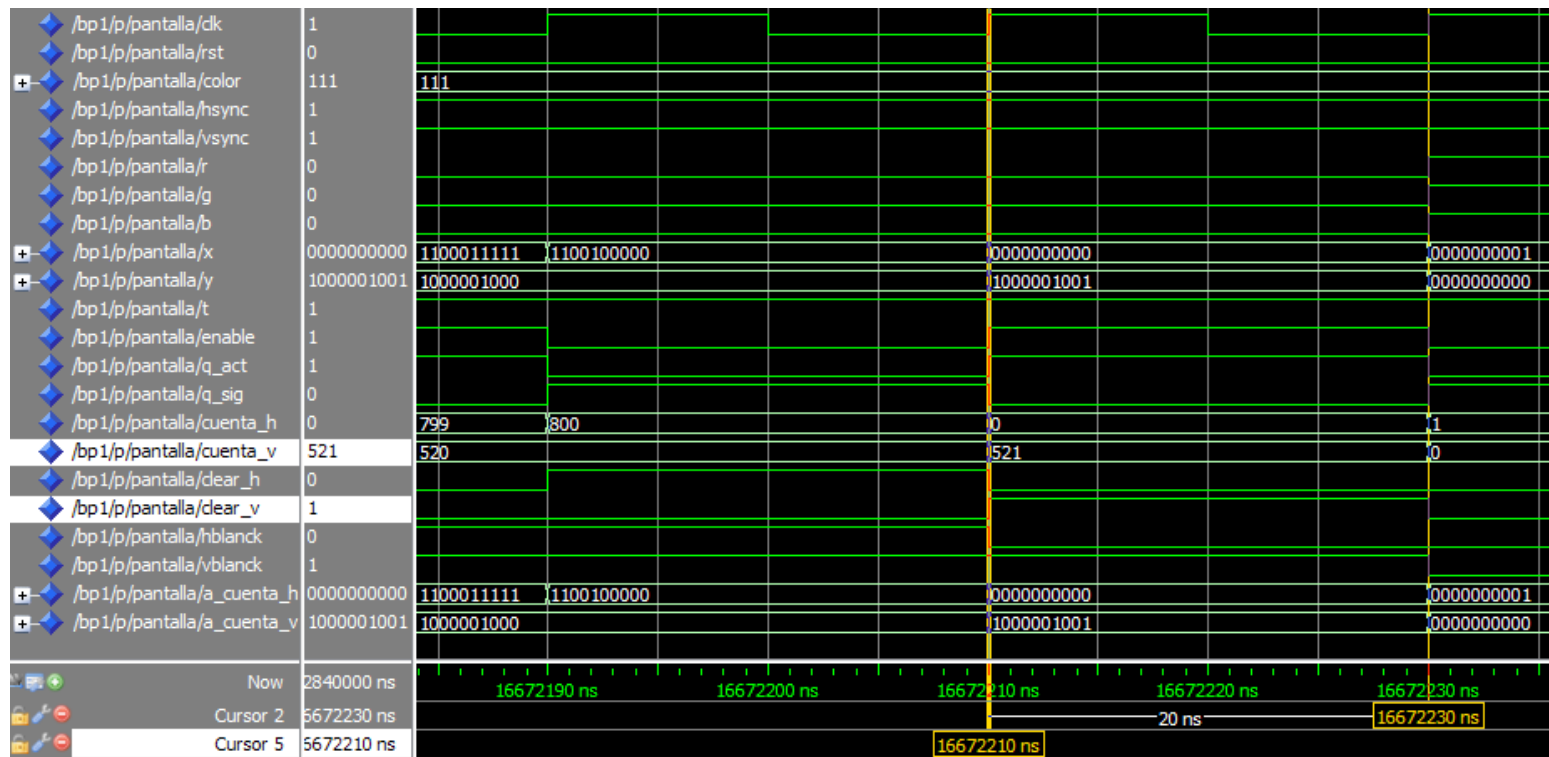 /bp1/p/pantalla/clk 1
/bp1/p/pantalla/rst 0
/bp1/p/pantalla/color 111 111
/bp1/p/pantalla/hsync 1
/bp1/p/pantalla/vsync 1
/bp1/p/pantalla/r 0
/bp1/p/pantalla/g 0
/bp1/p/pantalla/b 0
/bp1/p/pantalla/x 0000000000 1100011111 1100100000 0000000000 0000000001
/bp1/p/pantalla/y 1000001001 1000001000 1000001001 0000000000
/bp1/p/pantalla/t 1
/bp1/p/pantalla/enable 1
/bp1/p/pantalla/q_act 1
/bp1/p/pantalla/q_sig 0
/bp1/p/pantalla/cuenta_h 0 799 800 0 1
/bp1/p/pantalla/cuenta_v 521 520 521 0
/bp1/p/pantalla/clear_h 0
/bp1/p/pantalla/clear_v 1
/bp1/p/pantalla/hblanck 0
/bp1/p/pantalla/vblanck 1
/bp1/p/pantalla/a_cuenta_h 0000000000 1100011111 1100100000 0000000000 0000000001
/bp1/p/pantalla/a_cuenta_v 1000001001 1000001000 1000001001 0000000000
Now 2840000 ns 16672190 ns 16672200 ns 16672210 ns 16672220 ns 16672230 ns
Cursor 2 6672230 ns 20 ns 16672230 ns
Cursor 5 6672210 ns 16672210 ns